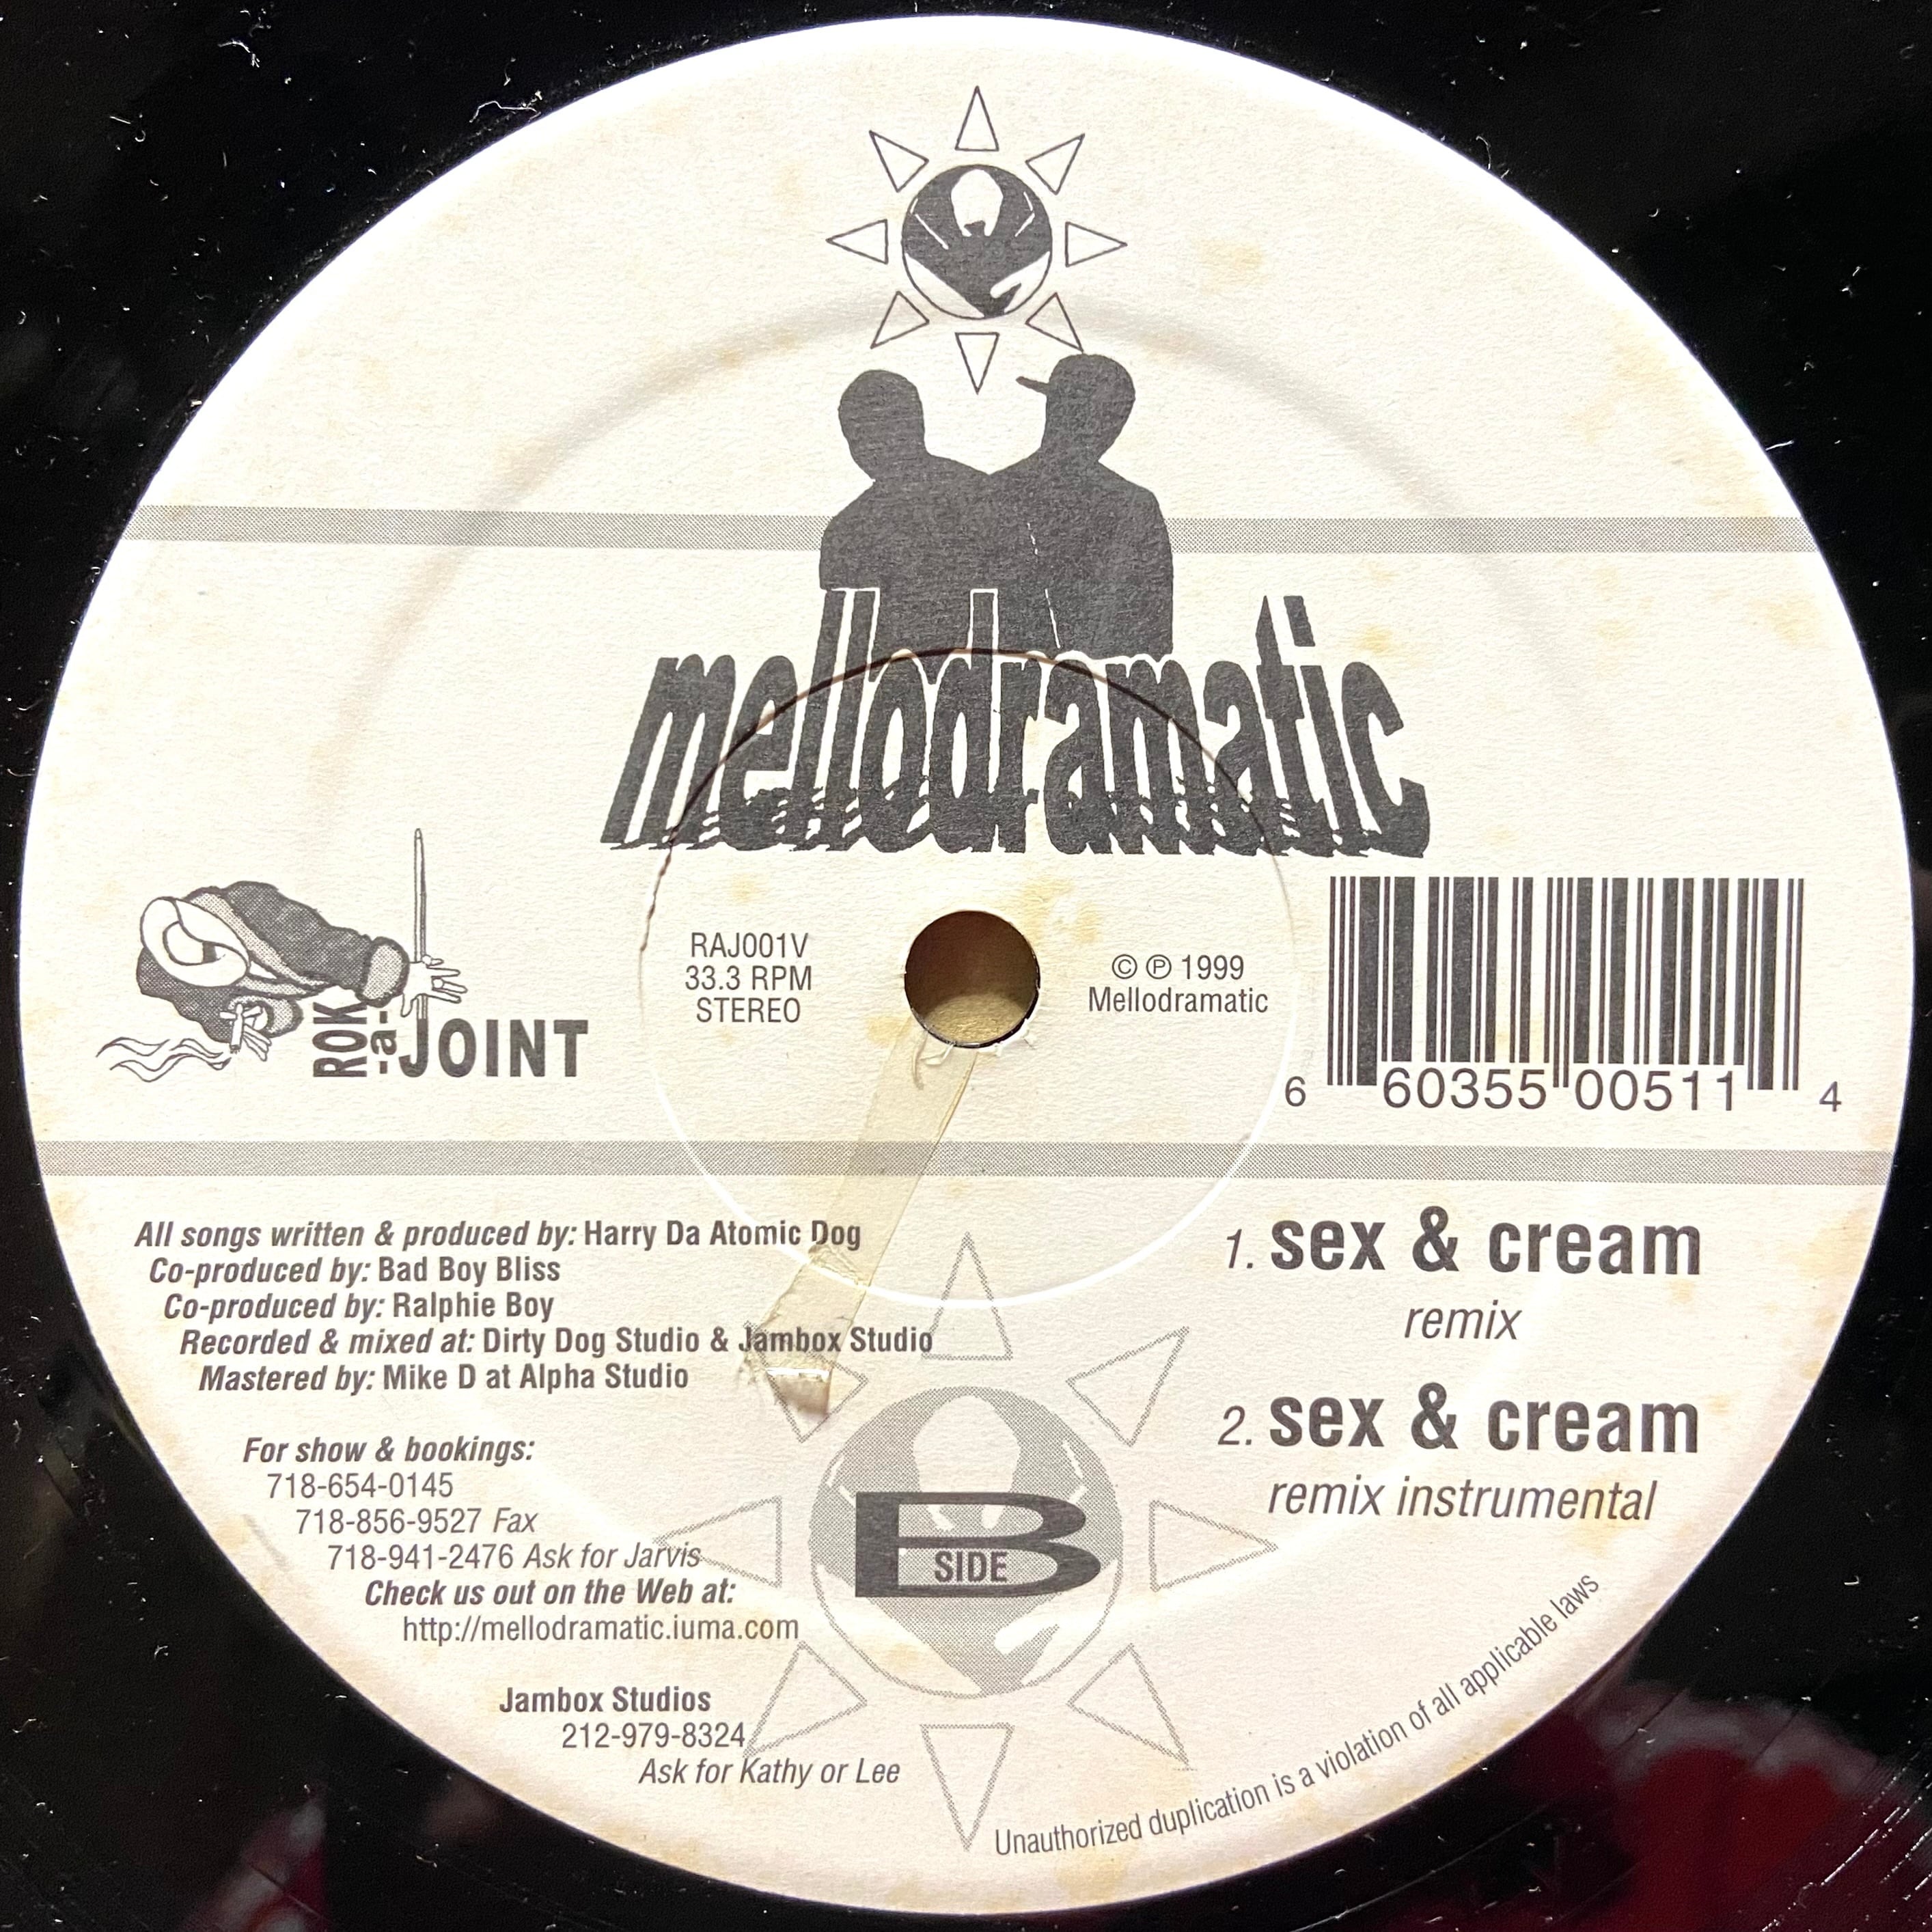 mellodramatic
ROK
-a-
JOINT
RAJ001V
33.3 RPM
STEREO
© ℗ 1999
Mellodramatic
6 60355 00511 4
All songs written & produced by: Harry Da Atomic Dog
Co-produced by: Bad Boy Bliss
Co-produced by: Ralphie Boy
Recorded & mixed at: Dirty Dog Studio & Jambox Studio
Mastered by: Mike D at Alpha Studio
For show & bookings:
718-654-0145
718-856-9527 Fax
718-941-2476 Ask for Jarvis
Check us out on the Web at:
http://mellodramatic.iuma.com
Jambox Studios
212-979-8324
Ask for Kathy or Lee
1. sex & cream
remix
2. sex & cream
remix instrumental
B
SIDE
Unauthorized duplication is a violation of all applicable laws